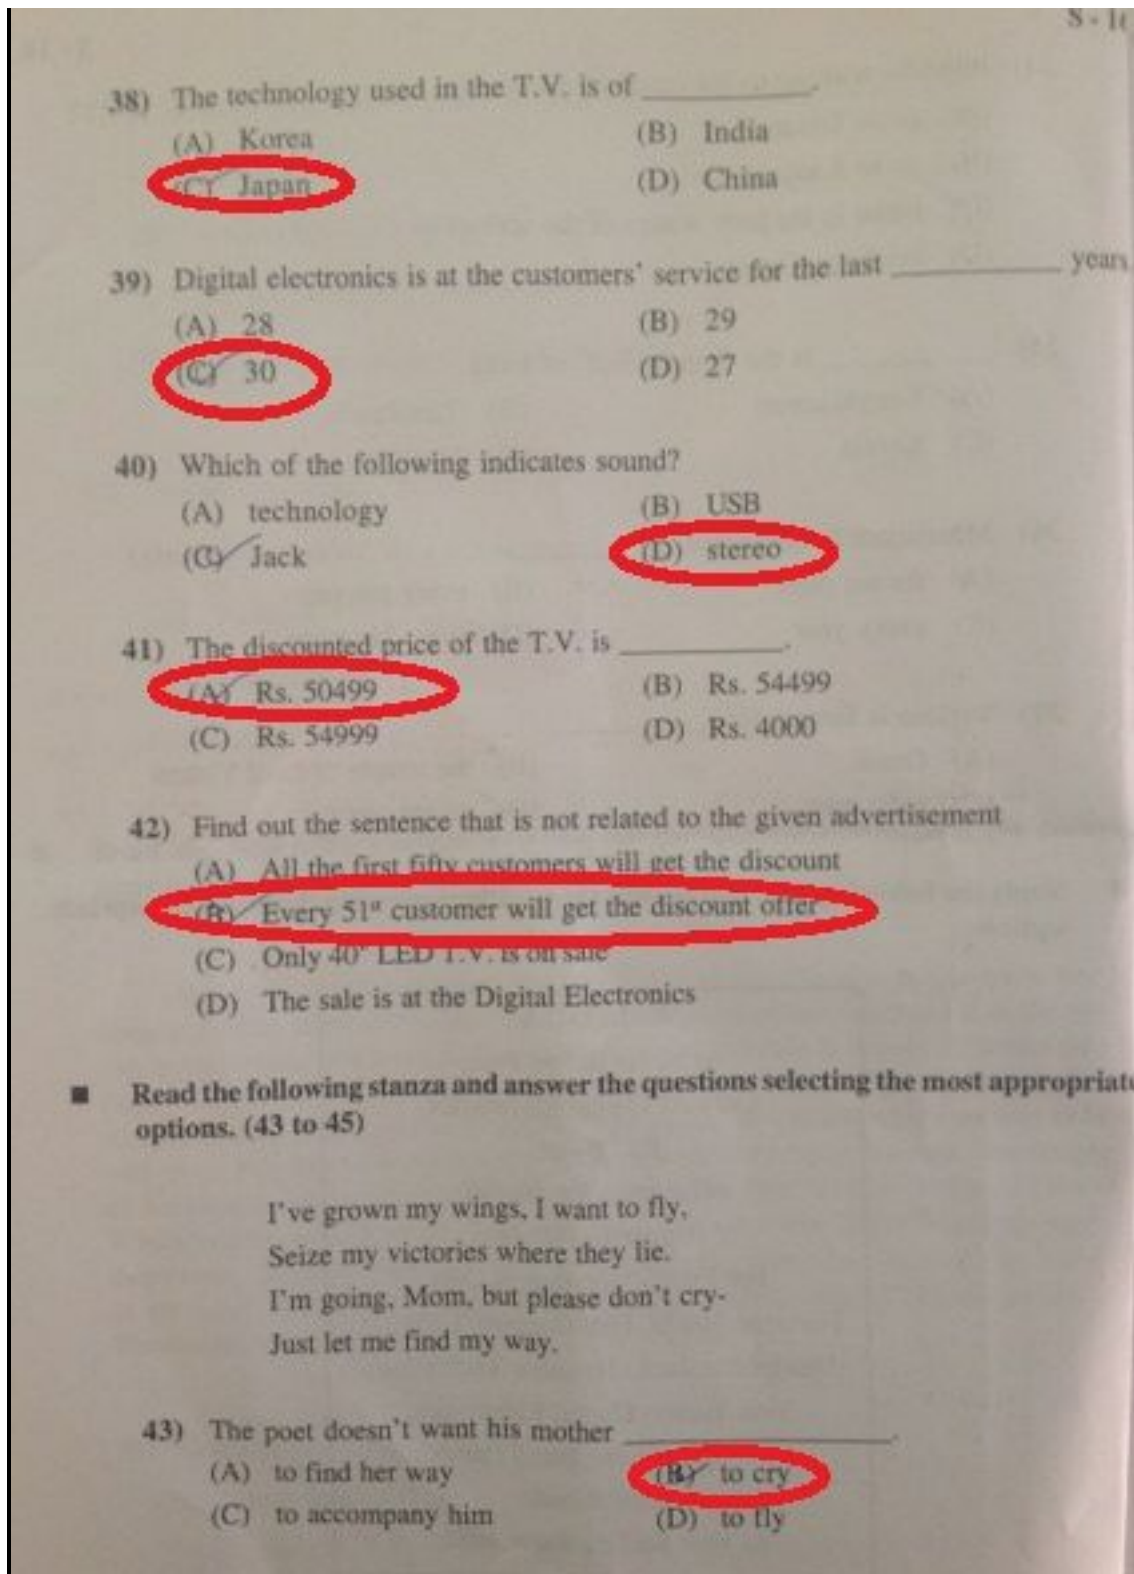 S - 1(
38) The technology used in the T.V. is of ___________.
(A) Korea (B) India
(C) Japan (D) China
39) Digital electronics is at the customers' service for the last ___________ years
(A) 28 (B) 29
(C) 30 (D) 27
40) Which of the following indicates sound?
(A) technology (B) USB
(C) Jack (D) stereo
41) The discounted price of the T.V. is ___________.
(A) Rs. 50499 (B) Rs. 54499
(C) Rs. 54999 (D) Rs. 4000
42) Find out the sentence that is not related to the given advertisement
(A) All the first fifty customers will get the discount
(B) Every 51st customer will get the discount offer
(C) Only 40" LED T.V. is on sale
(D) The sale is at the Digital Electronics
■ Read the following stanza and answer the questions selecting the most appropriate
options. (43 to 45)
I've grown my wings, I want to fly,
Seize my victories where they lie.
I'm going, Mom, but please don't cry-
Just let me find my way.
43) The poet doesn't want his mother ___________.
(A) to find her way (B) to cry
(C) to accompany him (D) to fly